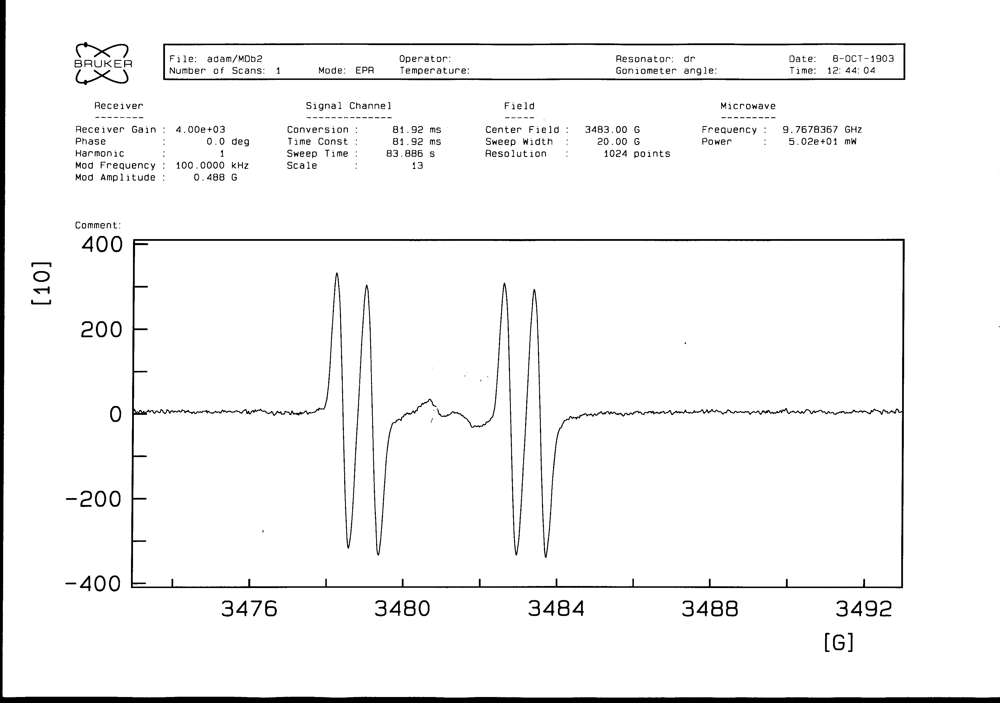 BRUKER
File: adam/MDb2 Operator: Resonator: dr Date: 8-OCT-1903
Number of Scans: 1 Mode: EPR Temperature: Goniometer angle: Time: 12:44:04
Receiver Signal Channel Field Microwave
-------- -------------- ----- ---------
Receiver Gain : 4.00e+03 Conversion : 81.92 ms Center Field : 3483.00 G Frequency : 9.7678367 GHz
Phase : 0.0 deg Time Const : 81.92 ms Sweep Width : 20.00 G Power : 5.02e+01 mW
Harmonic : 1 Sweep Time : 83.886 s Resolution : 1024 points
Mod Frequency : 100.0000 kHz Scale : 13
Mod Amplitude : 0.488 G
Comment:
400
[10]
200
0
-200
-400
3476 3480 3484 3488 3492
[G]